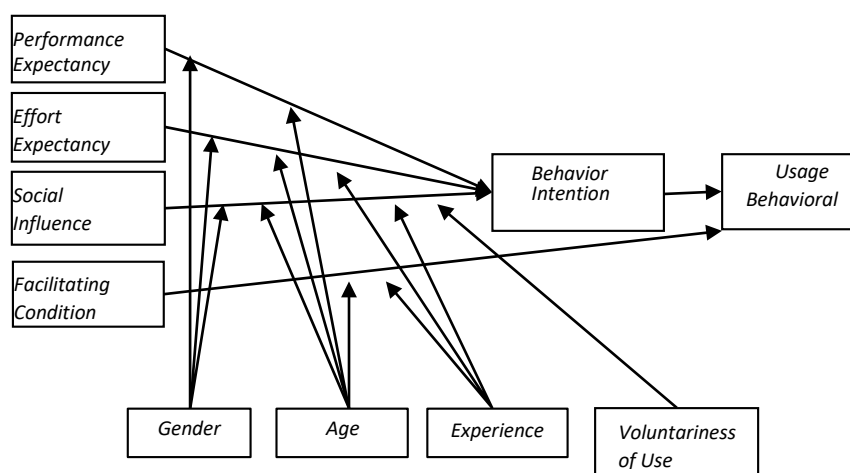 Performance
Expectancy
Effort
Expectancy
Social
Influence
Facilitating
Condition
Behavior
Intention
Usage
Behavioral
Gender
Age
Experience
Voluntariness
of Use